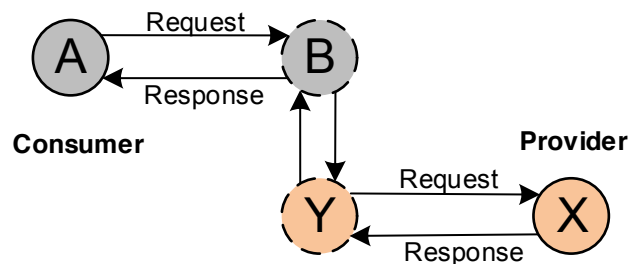 Request
A
B
Response
Consumer
Provider
Request
Y
X
Response